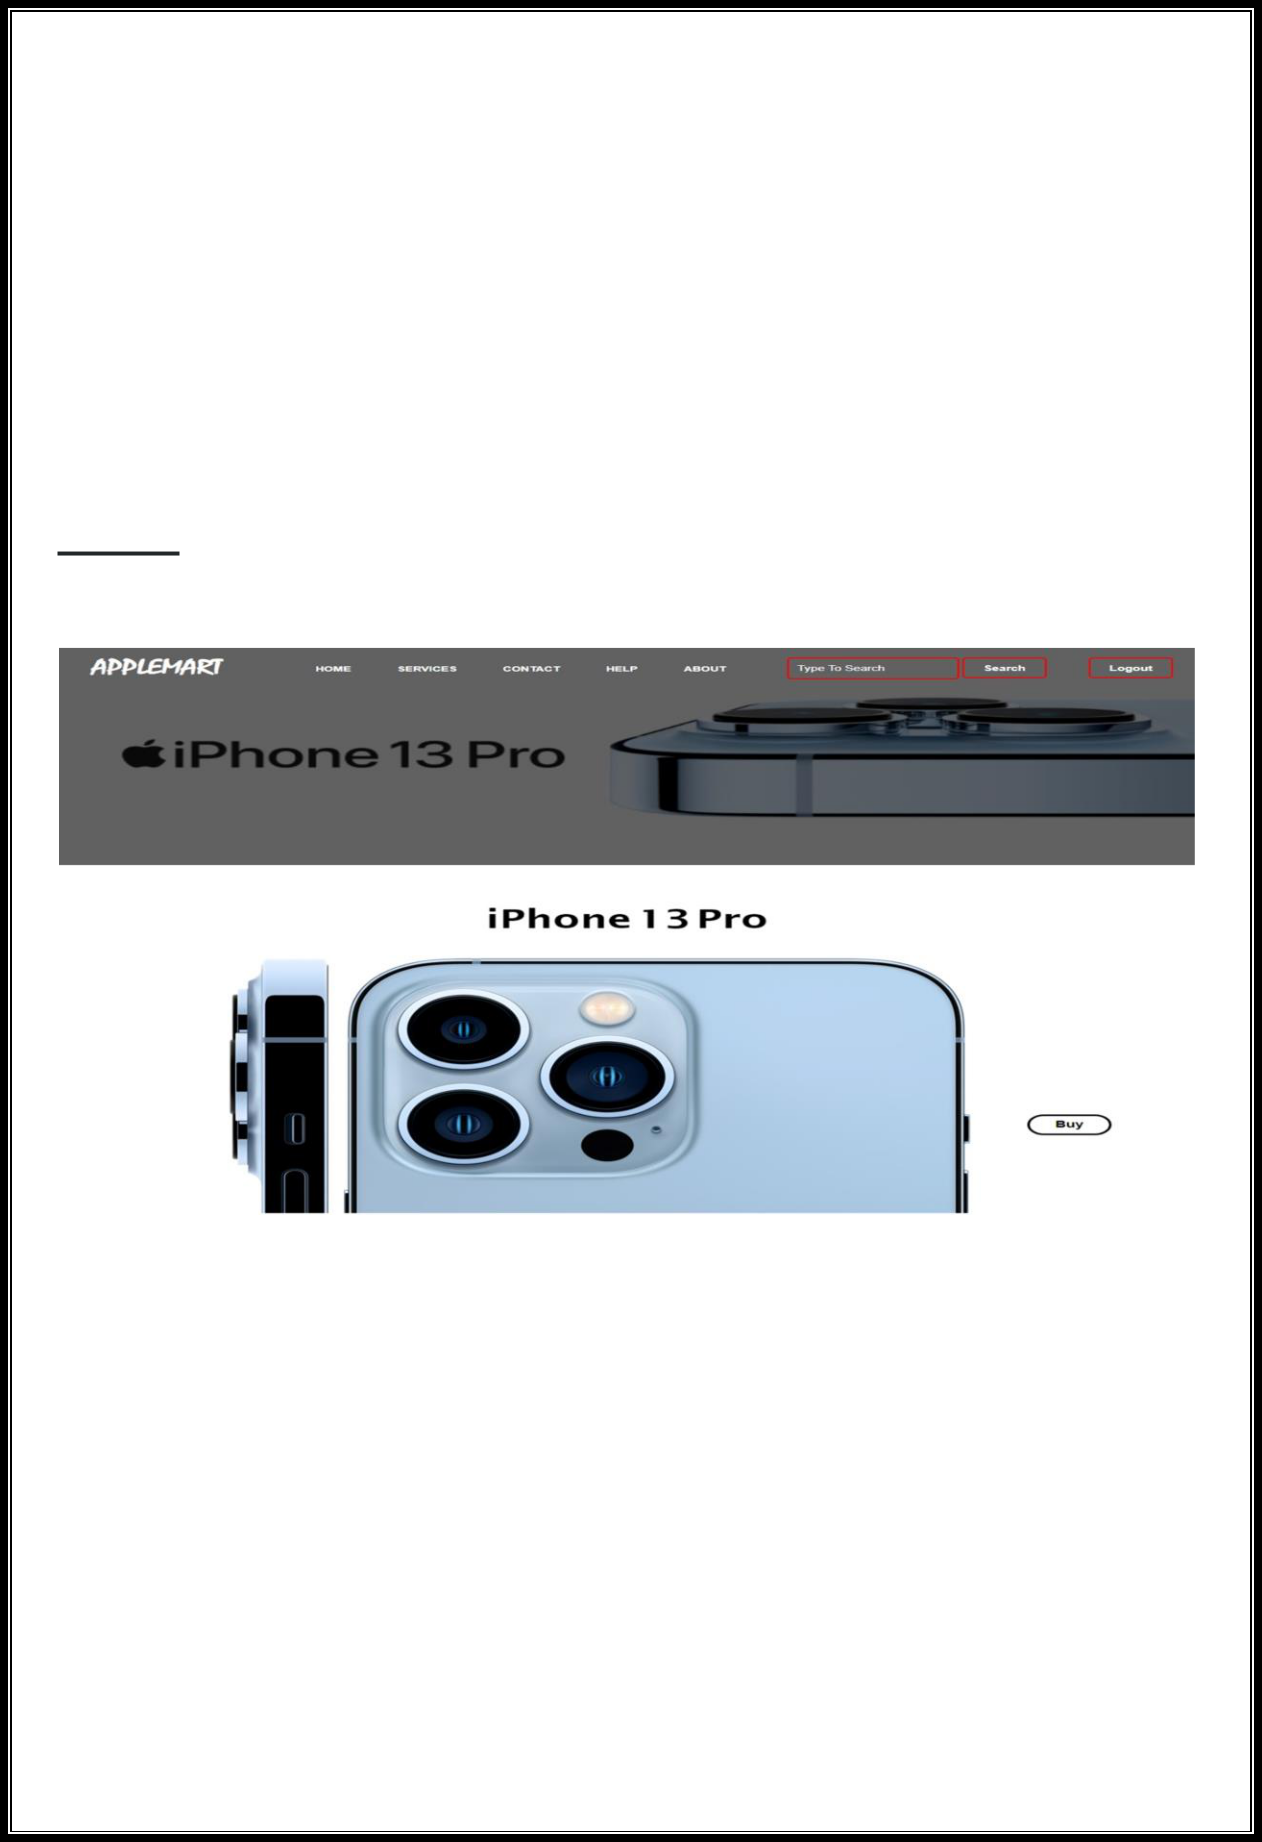 APPLEMART HOME SERVICES CONTACT HELP ABOUT Type To Search Search Logout
iPhone 13 Pro
iPhone 13 Pro
Buy